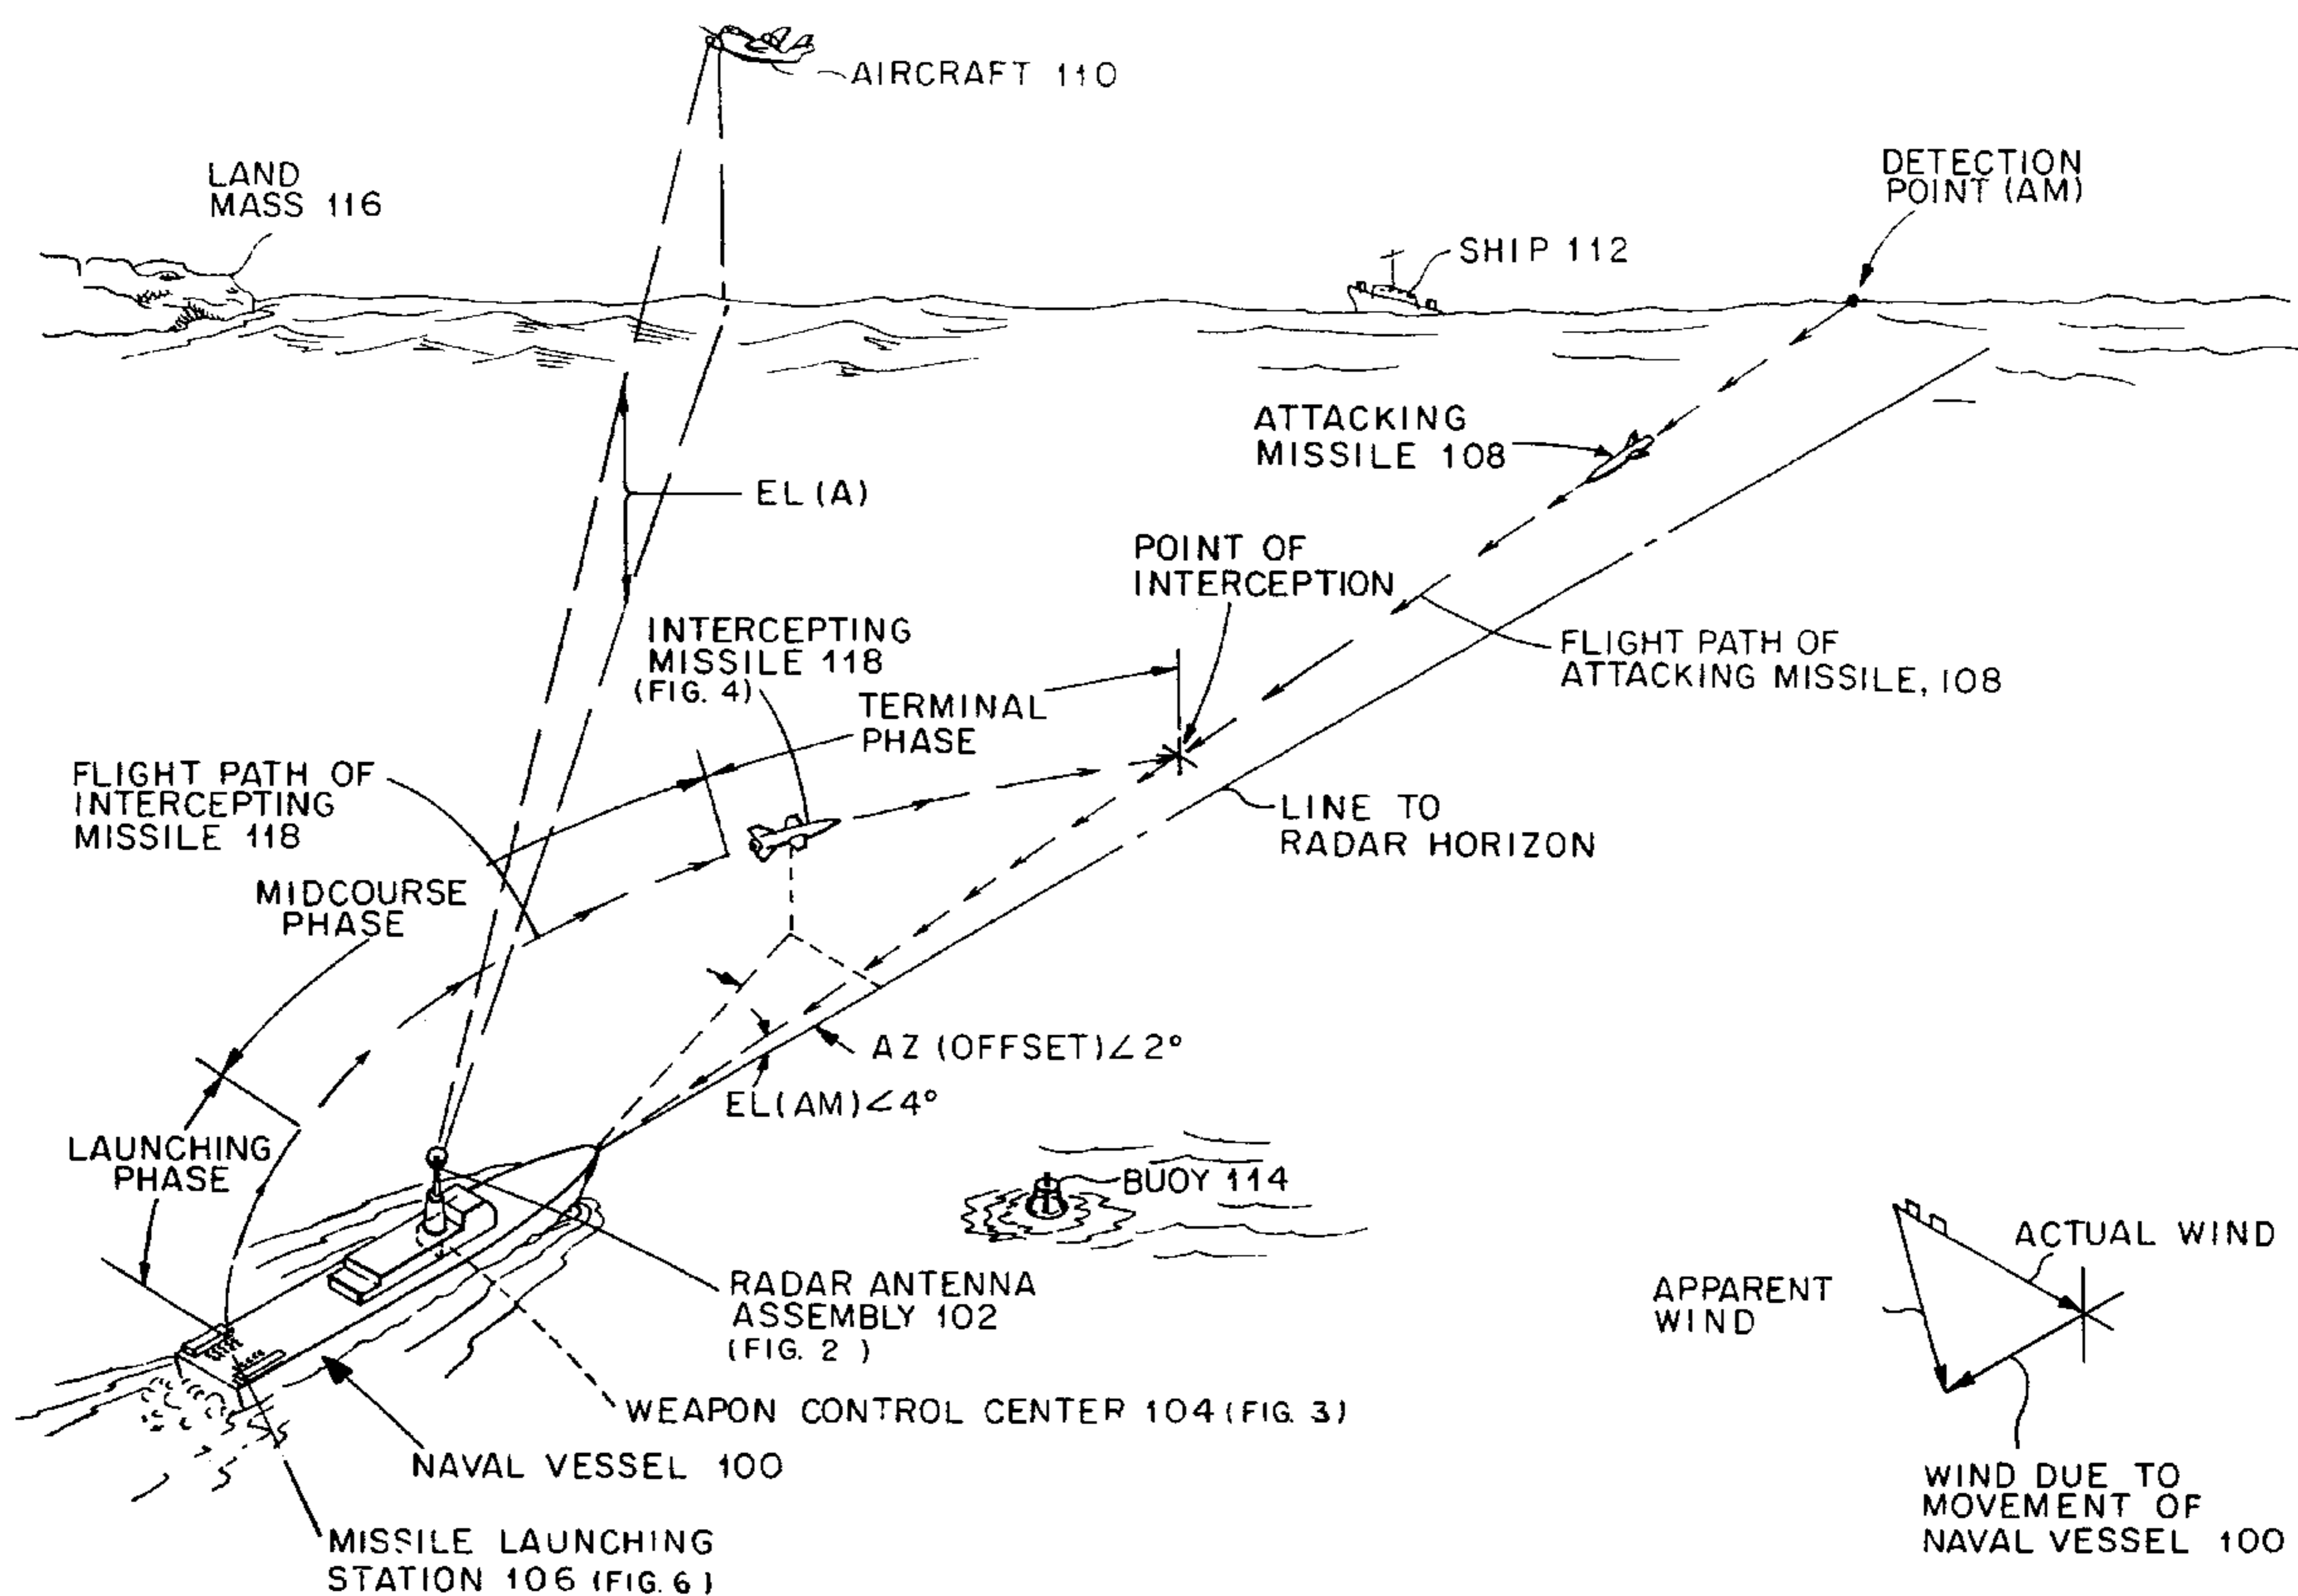 AIRCRAFT 110
LAND
MASS 116
DETECTION
POINT (AM)
SHIP 112
ATTACKING
MISSILE 108
EL (A)
POINT OF
INTERCEPTION
INTERCEPTING
MISSILE 118
(FIG. 4)
FLIGHT PATH OF
ATTACKING MISSILE, 108
TERMINAL
PHASE
FLIGHT PATH OF
INTERCEPTING
MISSILE 118
LINE TO
RADAR HORIZON
MIDCOURSE
PHASE
AZ (OFFSET)∠2°
EL(AM)<4°
LAUNCHING
PHASE
BUOY 114
ACTUAL WIND
APPARENT
WIND
RADAR ANTENNA
ASSEMBLY 102
(FIG. 2 )
WEAPON CONTROL CENTER 104 (FIG. 3)
NAVAL VESSEL 100
WIND DUE TO
MOVEMENT OF
NAVAL VESSEL 100
MISSILE LAUNCHING
STATION 106 (FIG. 6)